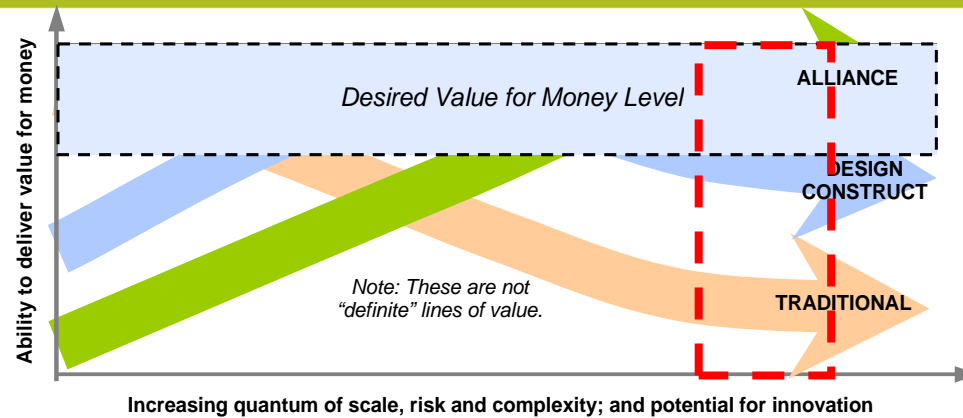 Ability to deliver value for money
ALLIANCE
Desired Value for Money Level
DESIGN
CONSTRUCT
Note: These are not
“definite” lines of value.
TRADITIONAL
Increasing quantum of scale, risk and complexity; and potential for innovation